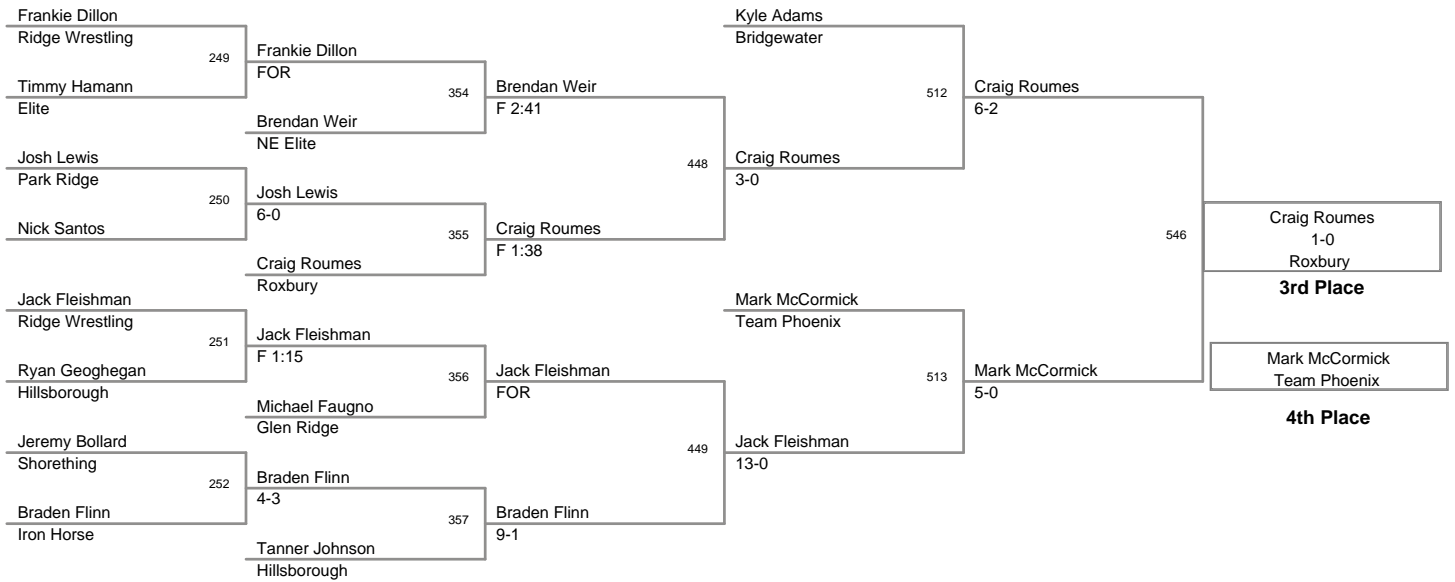 Frankie Dillon
Ridge Wrestling
249
Timmy Hamann
Elite
Josh Lewis
Park Ridge
250
Nick Santos
Jack Fleishman
Ridge Wrestling
251
Ryan Geoghegan
Hillsborough
Jeremy Bollard
Shorething
252
Braden Flinn
Iron Horse
Frankie Dillon
FOR
354
Brendan Weir
NE Elite
Josh Lewis
6-0
355
Craig Roumes
Roxbury
Jack Fleishman
F 1:15
356
Michael Faugno
Glen Ridge
Braden Flinn
4-3
357
Tanner Johnson
Hillsborough
Brendan Weir
F 2:41
448
Craig Roumes
F 1:38
Jack Fleishman
FOR
449
Braden Flinn
9-1
Kyle Adams
Bridgewater
512
Craig Roumes
3-0
Mark McCormick
Team Phoenix
513
Jack Fleishman
13-0
Craig Roumes
6-2
546
Mark McCormick
5-0
Craig Roumes
1-0
Roxbury
3rd Place
Mark McCormick
Team Phoenix
4th Place